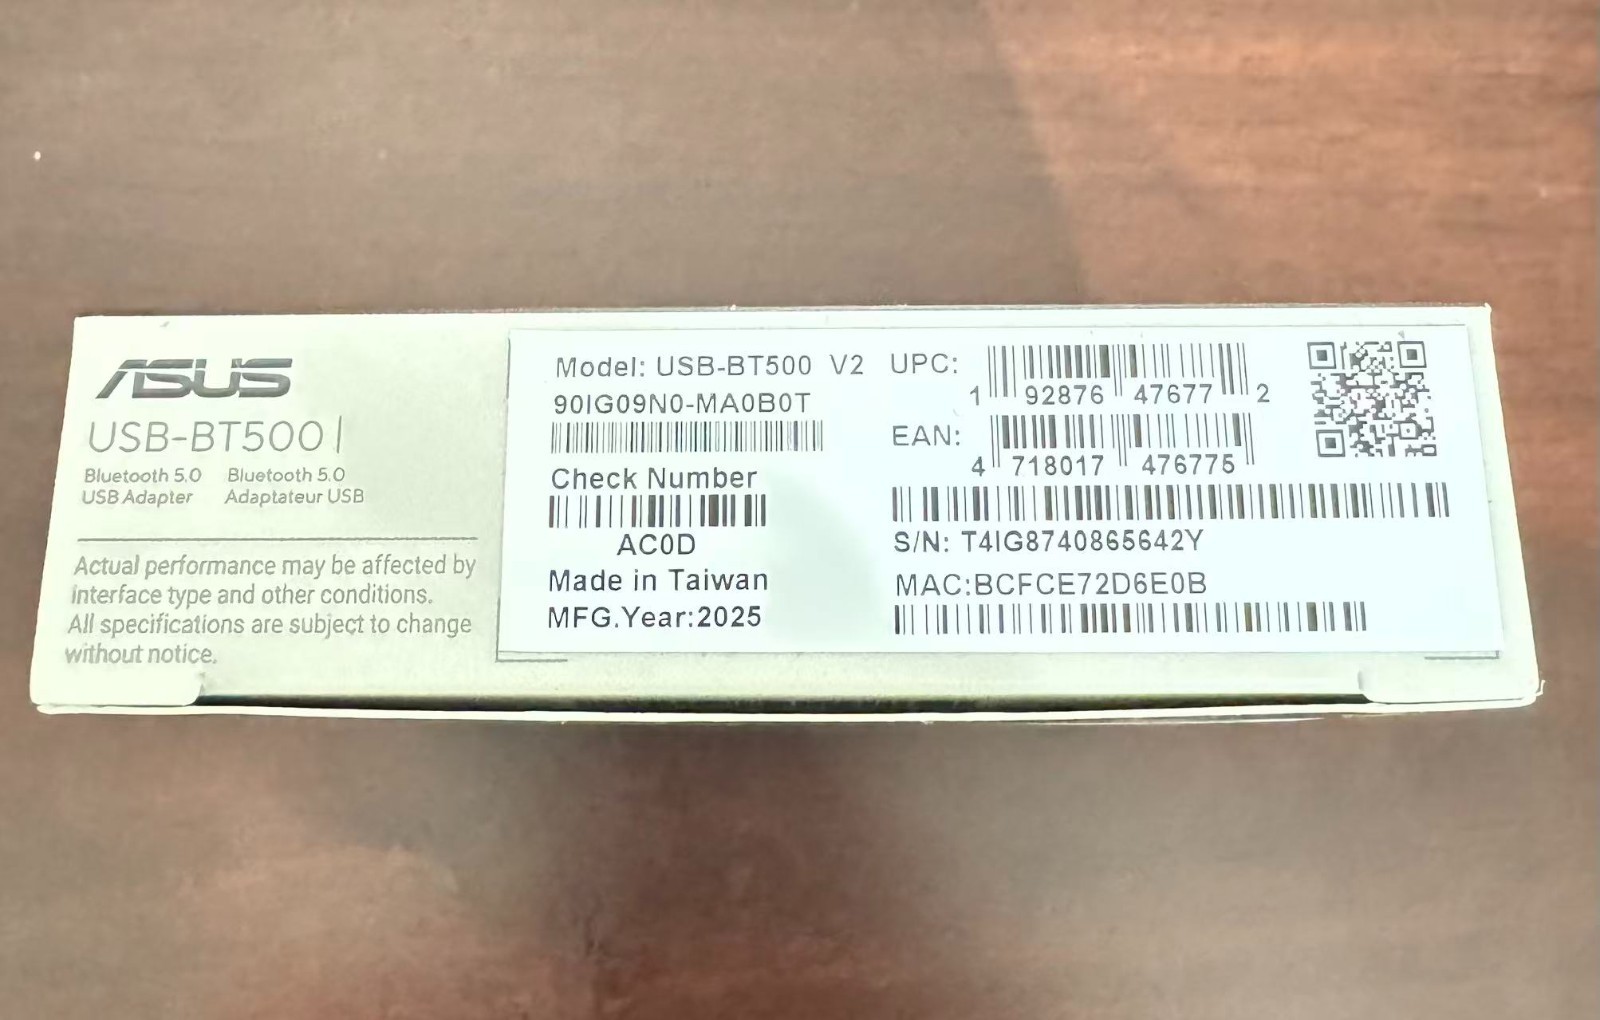 ASUS
USB-BT500
Bluetooth 5.0
USB Adapter
Bluetooth 5.0
Adaptateur USB
Actual performance may be affected by
interface type and other conditions.
All specifications are subject to change
without notice.
Model: USB-BT500 V2
90IG09N0-MA0B0T
Check Number
AC0D
Made in Taiwan
MFG.Year:2025
UPC:
1 92876 47677 2
EAN:
4 718017 476775
S/N: T4IG8740865642Y
MAC:BCFCE72D6E0B